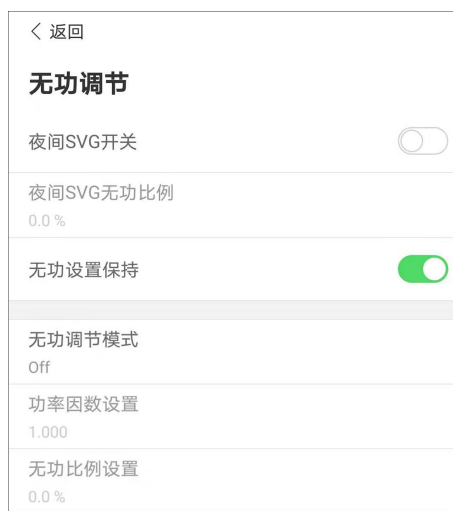 返回
无功调节
夜间SVG开关
夜间SVG无功比例
0.0 %
无功设置保持
无功调节模式
Off
功率因数设置
1.000
无功比例设置
0.0 %